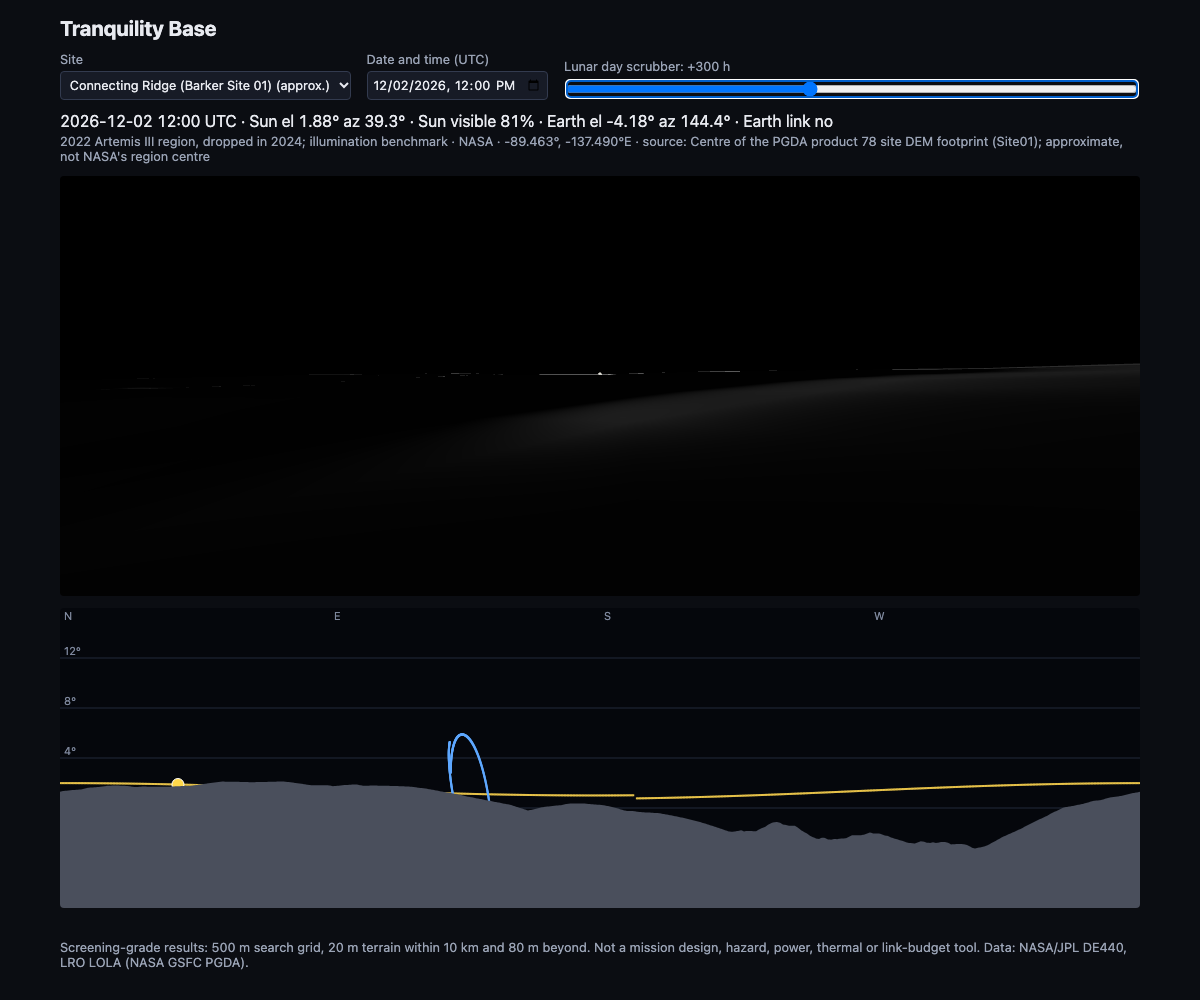 Tranquility Base
Site
Date and time (UTC)
Lunar day scrubber: +300 h
Connecting Ridge (Barker Site 01) (approx.)
12/02/2026, 12:00 PM
2026-12-02 12:00 UTC · Sun el 1.88° az 39.3° · Sun visible 81% · Earth el -4.18° az 144.4° · Earth link no
2022 Artemis III region, dropped in 2024; illumination benchmark · NASA · -89.463°, -137.490°E · source: Centre of the PGDA product 78 site DEM footprint (Site01); approximate,
not NASA's region centre
N E S W
12°
8°
4°
Screening-grade results: 500 m search grid, 20 m terrain within 10 km and 80 m beyond. Not a mission design, hazard, power, thermal or link-budget tool. Data: NASA/JPL DE440,
LRO LOLA (NASA GSFC PGDA).